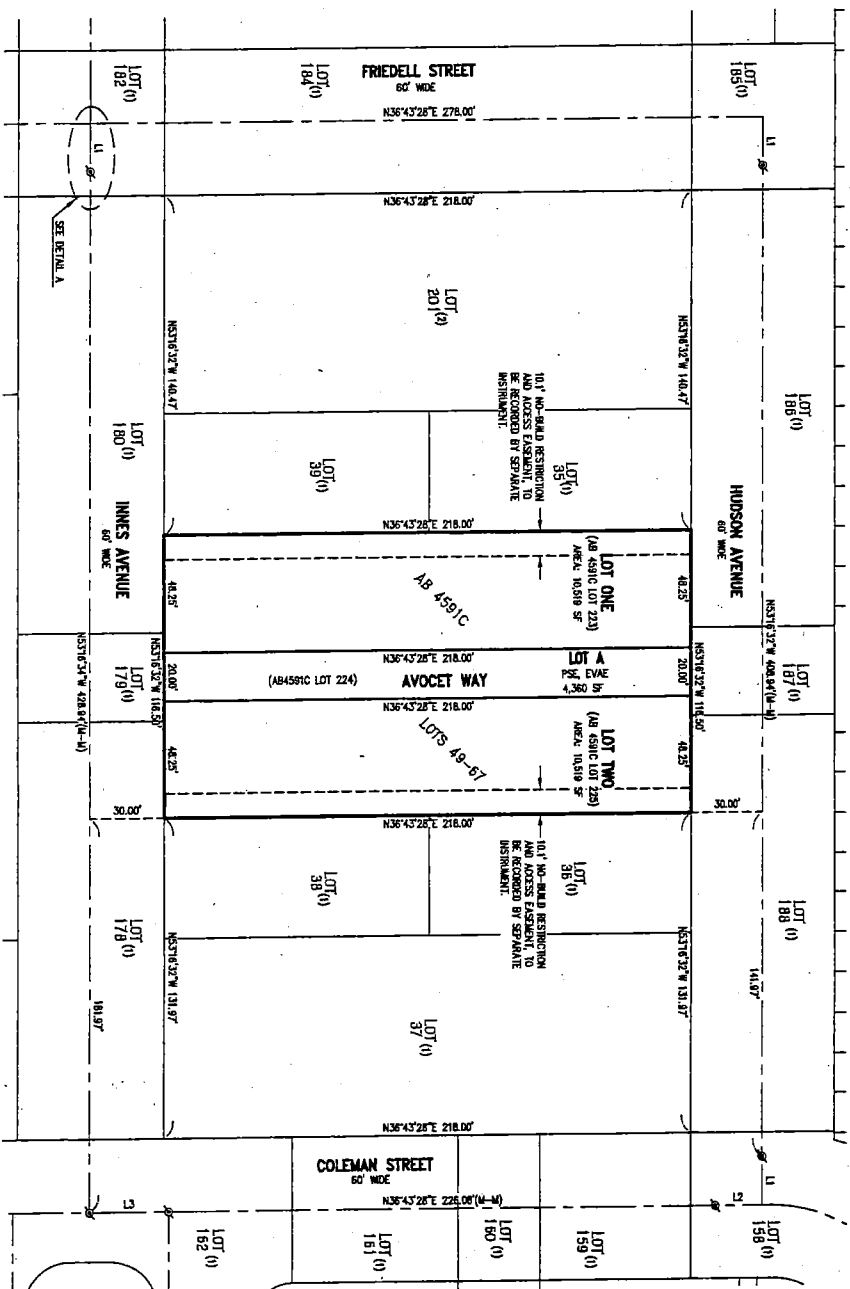 LOT
182 (1)
LOT
184 (1)
FRIEDELL STREET
60' WIDE
LOT
185 (1)
N36°43'28"E 278.00'
L1
L1
SEE DETAIL A
N36°43'28"E 218.00'
LOT
201 (2)
N53°16'32"W 140.47'
N53°16'32"W 140.47'
LOT
186 (1)
LOT
180 (1)
LOT
39 (1)
LOT
35 (1)
10.1' NO-BUILD RESTRICTION
AND ACCESS EASEMENT, TO
BE RECORDED BY SEPARATE
INSTRUMENT.
INNES AVENUE
60' WIDE
HUDSON AVENUE
60' WIDE
N36°43'28"E 218.00'
48.25'
AB 4591C
LOT ONE
(AB 4591C LOT 223)
AREA: 10,519 SF
48.25'
N53°16'34"W 428.94'(M-M)
LOT
179 (1)
N53°16'32"W 116.50'
20.00'
N36°43'28"E 218.00'
(AB4591C LOT 224)
AVOCET WAY
LOT A
PSE, EVAE
4,360 SF
20.00'
N53°16'32"W 116.50'
LOT
187 (1)
N53°16'32"W 408.94'(M-M)
N36°43'28"E 218.00'
48.25'
LOTS 49-67
LOT TWO
(AB 4591C LOT 225)
AREA: 10,519 SF
48.25'
30.00'
30.00'
N36°43'28"E 218.00'
10.1' NO-BUILD RESTRICTION
AND ACCESS EASEMENT, TO
BE RECORDED BY SEPARATE
INSTRUMENT.
LOT
38 (1)
LOT
36 (1)
LOT
178 (1)
LOT
188 (1)
N53°16'32"W 131.97'
N53°16'32"W 131.97'
181.97'
141.97'
LOT
37 (1)
N36°43'28"E 218.00'
COLEMAN STREET
60' WIDE
N36°43'28"E 226.08'(M-M)
L3
L2
L1
LOT
162 (1)
LOT
161 (1)
LOT
160 (1)
LOT
159 (1)
LOT
158 (1)